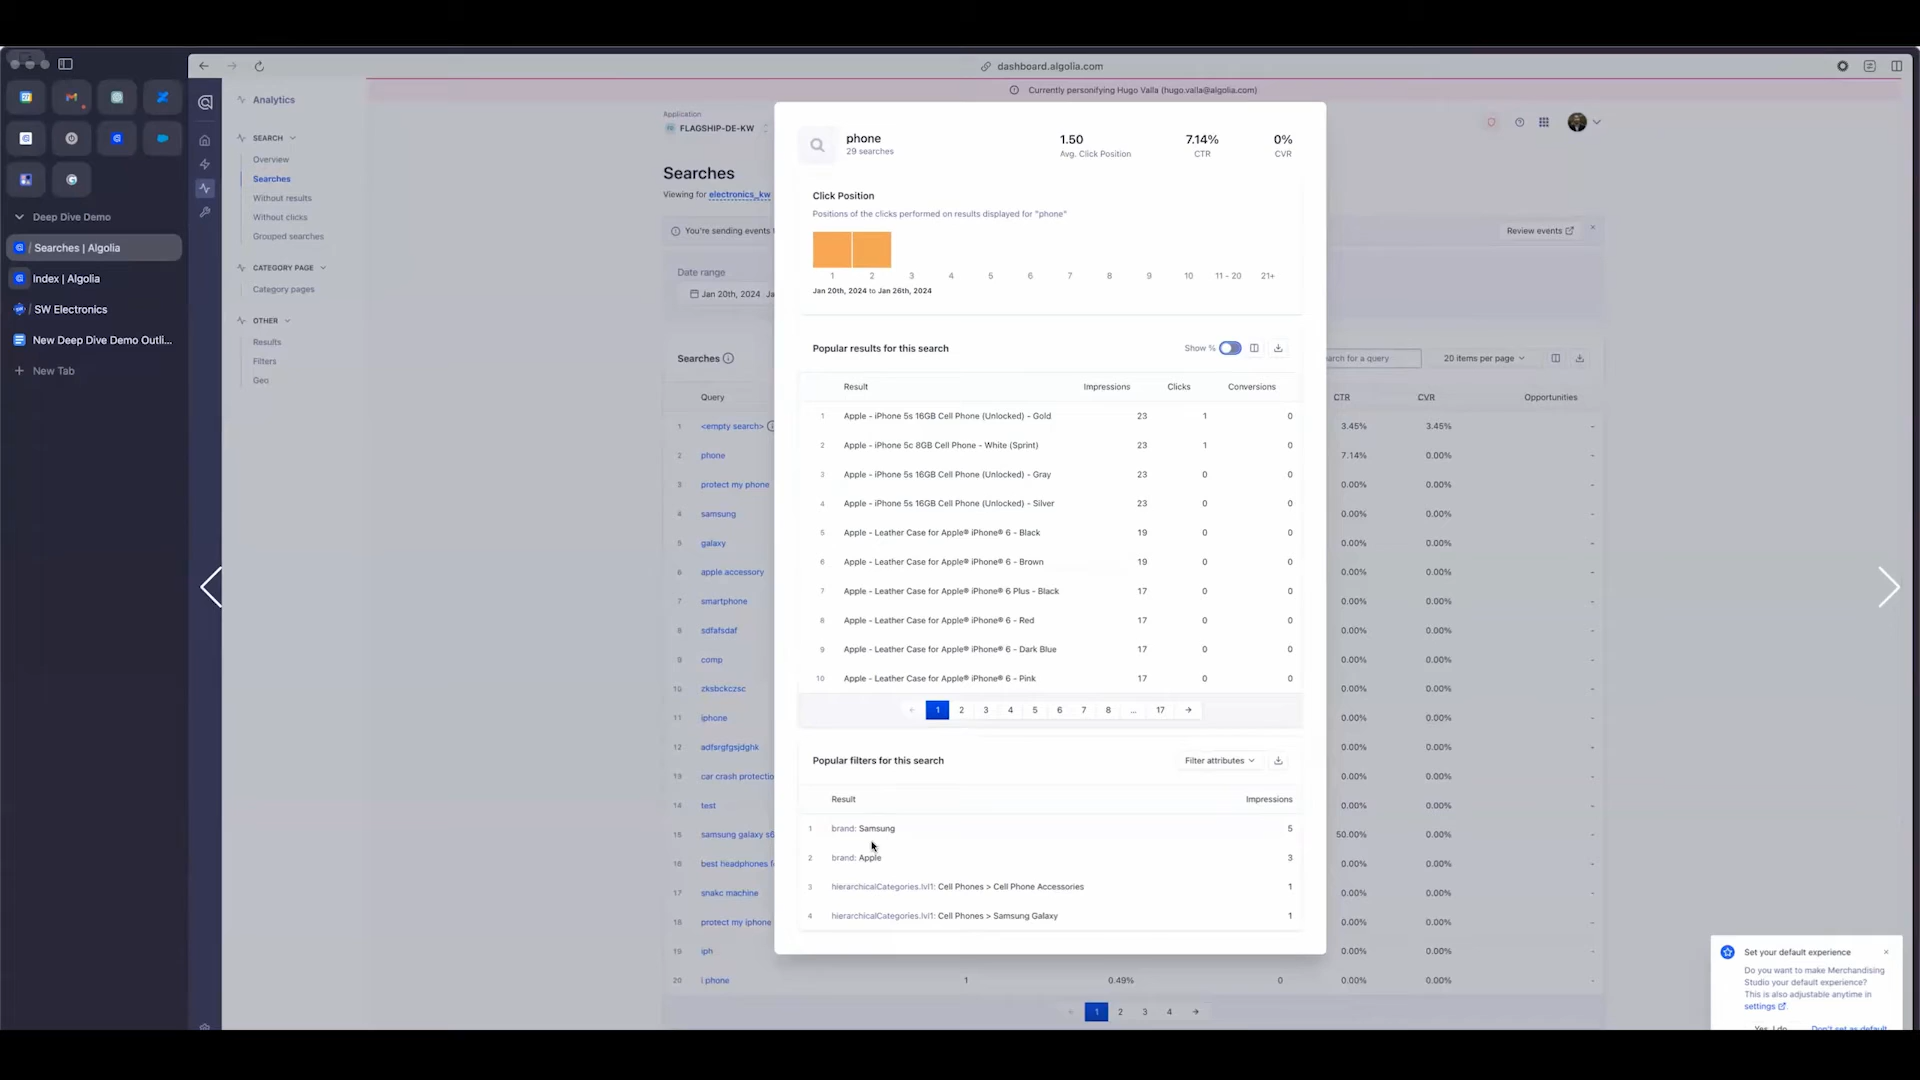 dashboard.algolia.com
Currently personifying Hugo Valla (hugo.valla@algolia.com)
Deep Dive Demo
/ Searches | Algolia
Index | Algolia
/ SW Electronics
New Deep Dive Demo Outli...
+ New Tab
Analytics
SEARCH
Overview
Searches
Without results
Without clicks
Grouped searches
CATEGORY PAGE
Category pages
OTHER
Results
Filters
Geo
Application
FLAGSHIP-DE-KW
Searches
Viewing for electronics_kw
You're sending events
Review events
Date range
Jan 20th, 2024
Searches
arch for a query
20 items per page
Query
CTR
CVR
Opportunities
1 <empty search> 3.45% 3.45% -
2 phone 7.14% 0.00% -
3 protect my phone 0.00% 0.00% -
4 samsung 0.00% 0.00% -
5 galaxy 0.00% 0.00% -
6 apple accessory 0.00% 0.00% -
7 smartphone 0.00% 0.00% -
8 sdfafsdaf 0.00% 0.00% -
9 comp 0.00% 0.00% -
10 zksbckczsc 0.00% 0.00% -
11 iphone 0.00% 0.00% -
12 adfsrgfgsjdghk 0.00% 0.00% -
13 car crash protectio 0.00% 0.00% -
14 test 0.00% 0.00% -
15 samsung galaxy s6 50.00% 0.00% -
16 best headphones f 0.00% 0.00% -
17 snakc machine 0.00% 0.00% -
18 protect my iphone 0.00% 0.00% -
19 iph 0.00% 0.00% -
20 i phone 1 0.49% 0 0.00% 0.00% -
1 2 3 4
phone
29 searches
1.50
Avg. Click Position
7.14%
CTR
0%
CVR
Click Position
Positions of the clicks performed on results displayed for "phone"
1 2 3 4 5 6 7 8 9 10 11 - 20 21+
Jan 20th, 2024 to Jan 26th, 2024
Popular results for this search
Show %
Result Impressions Clicks Conversions
1 Apple - iPhone 5s 16GB Cell Phone (Unlocked) - Gold 23 1 0
2 Apple - iPhone 5c 8GB Cell Phone - White (Sprint) 23 1 0
3 Apple - iPhone 5s 16GB Cell Phone (Unlocked) - Gray 23 0 0
4 Apple - iPhone 5s 16GB Cell Phone (Unlocked) - Silver 23 0 0
5 Apple - Leather Case for Apple® iPhone® 6 - Black 19 0 0
6 Apple - Leather Case for Apple® iPhone® 6 - Brown 19 0 0
7 Apple - Leather Case for Apple® iPhone® 6 Plus - Black 17 0 0
8 Apple - Leather Case for Apple® iPhone® 6 - Red 17 0 0
9 Apple - Leather Case for Apple® iPhone® 6 - Dark Blue 17 0 0
10 Apple - Leather Case for Apple® iPhone® 6 - Pink 17 0 0
1 2 3 4 5 6 7 8 ... 17
Popular filters for this search
Filter attributes
Result Impressions
1 brand: Samsung 5
2 brand: Apple 3
3 hierarchicalCategories.lvl1: Cell Phones > Cell Phone Accessories 1
4 hierarchicalCategories.lvl1: Cell Phones > Samsung Galaxy 1
Set your default experience
Do you want to make Merchandising
Studio your default experience?
This is also adjustable anytime in
settings
Yes, I do Don't set as default